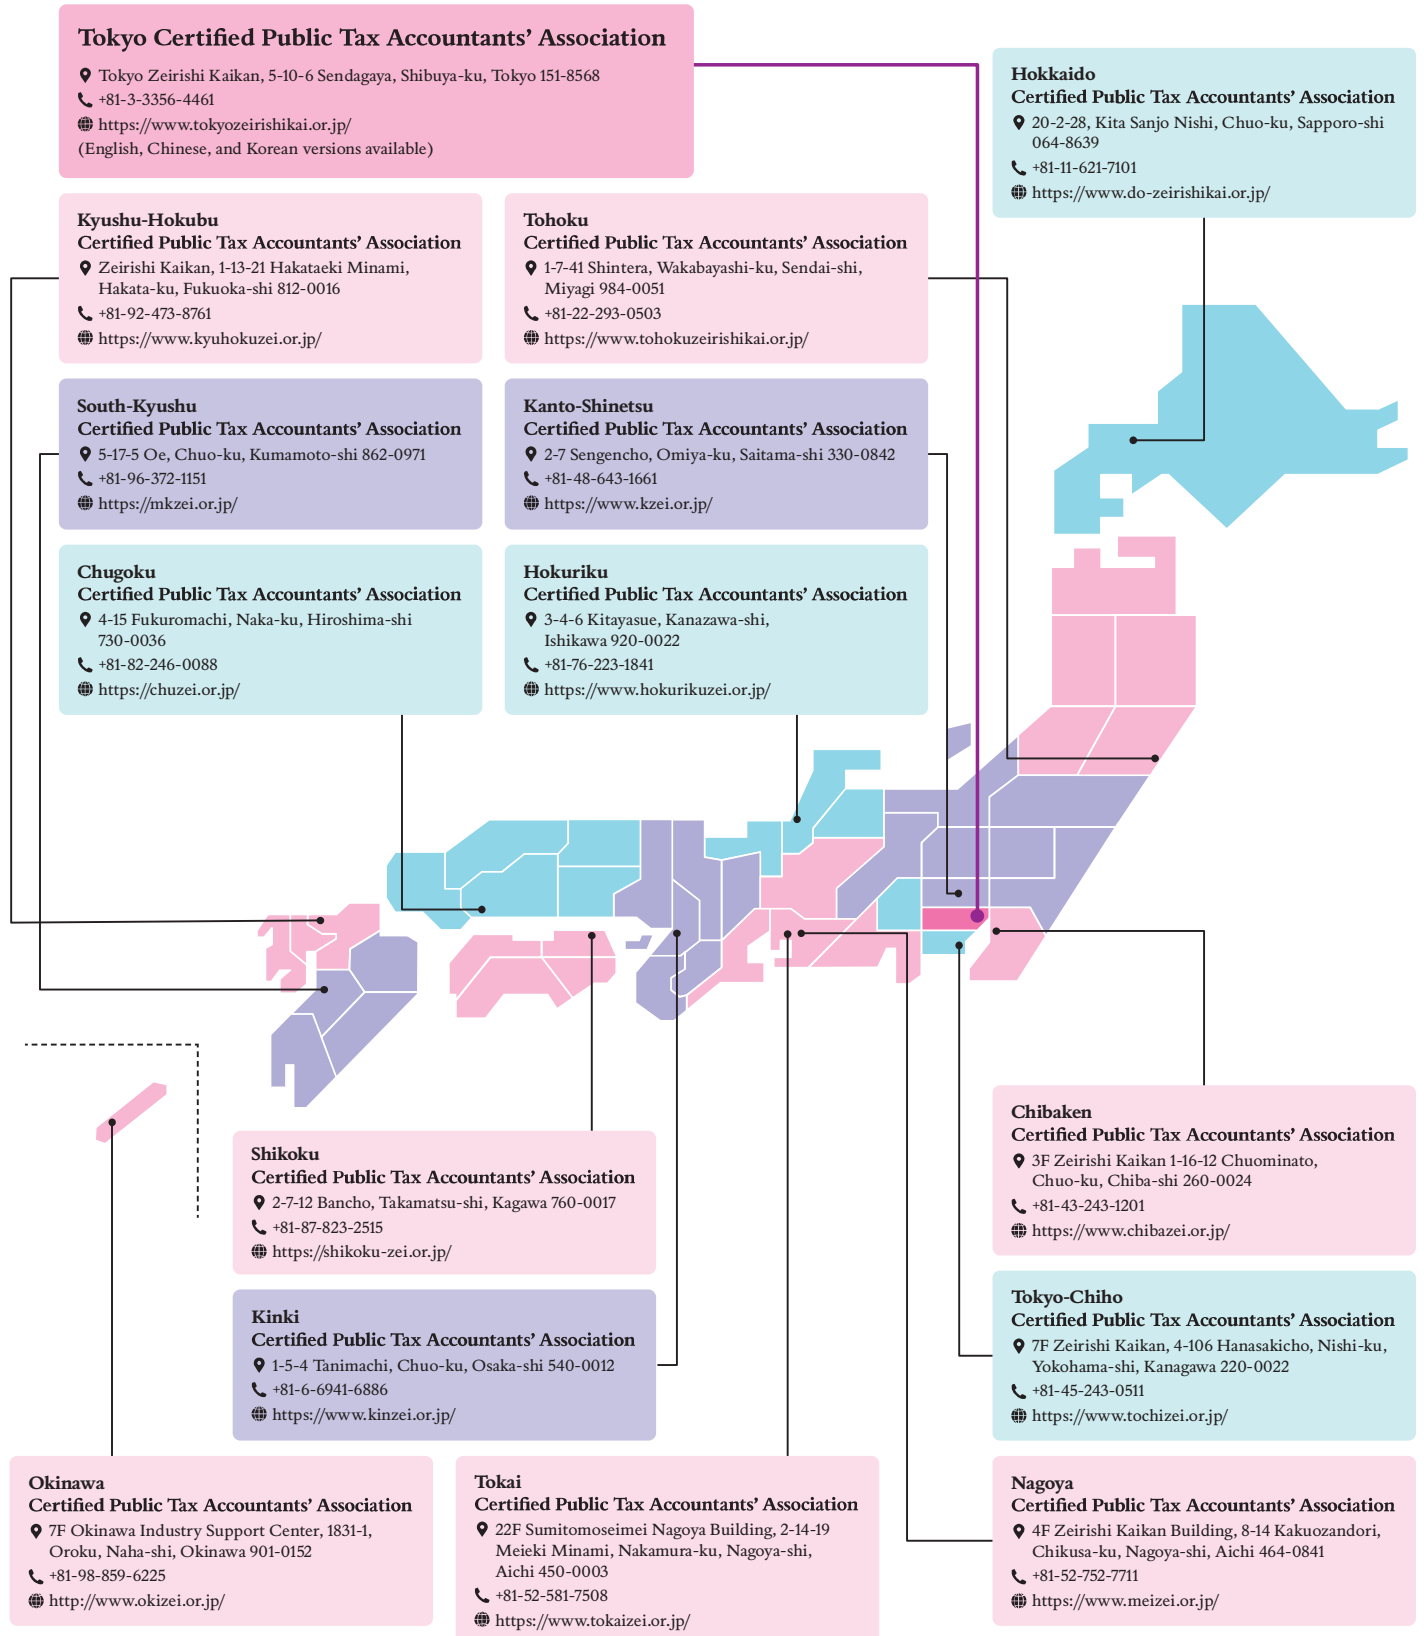 Tokyo Certified Public Tax Accountants’ Association
Tokyo Zeirishi Kaikan, 5-10-6 Sendagaya, Shibuya-ku, Tokyo 151-8568
+81-3-3356-4461
https://www.tokyozeirishikai.or.jp/
(English, Chinese, and Korean versions available)
Hokkaido
Certified Public Tax Accountants’ Association
20-2-28, Kita Sanjo Nishi, Chuo-ku, Sapporo-shi
064-8639
+81-11-621-7101
https://www.do-zeirishikai.or.jp/
Kyushu-Hokubu
Certified Public Tax Accountants’ Association
Zeirishi Kaikan, 1-13-21 Hakataeki Minami,
Hakata-ku, Fukuoka-shi 812-0016
+81-92-473-8761
https://www.kyuhokuzei.or.jp/
Tohoku
Certified Public Tax Accountants’ Association
1-7-41 Shintera, Wakabayashi-ku, Sendai-shi,
Miyagi 984-0051
+81-22-293-0503
https://www.tohokuzeirishikai.or.jp/
South-Kyushu
Certified Public Tax Accountants’ Association
5-17-5 Oe, Chuo-ku, Kumamoto-shi 862-0971
+81-96-372-1151
https://mkzei.or.jp/
Kanto-Shinetsu
Certified Public Tax Accountants’ Association
2-7 Sengencho, Omiya-ku, Saitama-shi 330-0842
+81-48-643-1661
https://www.kzei.or.jp/
Chugoku
Certified Public Tax Accountants’ Association
4-15 Fukuromachi, Naka-ku, Hiroshima-shi
730-0036
+81-82-246-0088
https://chuzei.or.jp/
Hokuriku
Certified Public Tax Accountants’ Association
3-4-6 Kitayasue, Kanazawa-shi,
Ishikawa 920-0022
+81-76-223-1841
https://www.hokurikuzei.or.jp/
Shikoku
Certified Public Tax Accountants’ Association
2-7-12 Bancho, Takamatsu-shi, Kagawa 760-0017
+81-87-823-2515
https://shikoku-zei.or.jp/
Kinki
Certified Public Tax Accountants’ Association
1-5-4 Tanimachi, Chuo-ku, Osaka-shi 540-0012
+81-6-6941-6886
https://www.kinzei.or.jp/
Chibaken
Certified Public Tax Accountants’ Association
3F Zeirishi Kaikan 1-16-12 Chuominato,
Chuo-ku, Chiba-shi 260-0024
+81-43-243-1201
https://www.chibazei.or.jp/
Tokyo-Chiho
Certified Public Tax Accountants’ Association
7F Zeirishi Kaikan, 4-106 Hanasakicho, Nishi-ku,
Yokohama-shi, Kanagawa 220-0022
+81-45-243-0511
https://www.tochizei.or.jp/
Okinawa
Certified Public Tax Accountants’ Association
7F Okinawa Industry Support Center, 1831-1,
Oroku, Naha-shi, Okinawa 901-0152
+81-98-859-6225
http://www.okizei.or.jp/
Tokai
Certified Public Tax Accountants’ Association
22F Sumitomoseimei Nagoya Building, 2-14-19
Meieki Minami, Nakamura-ku, Nagoya-shi,
Aichi 450-0003
+81-52-581-7508
https://www.tokaizei.or.jp/
Nagoya
Certified Public Tax Accountants’ Association
4F Zeirishi Kaikan Building, 8-14 Kakuozandori,
Chikusa-ku, Nagoya-shi, Aichi 464-0841
+81-52-752-7711
https://www.meizei.or.jp/